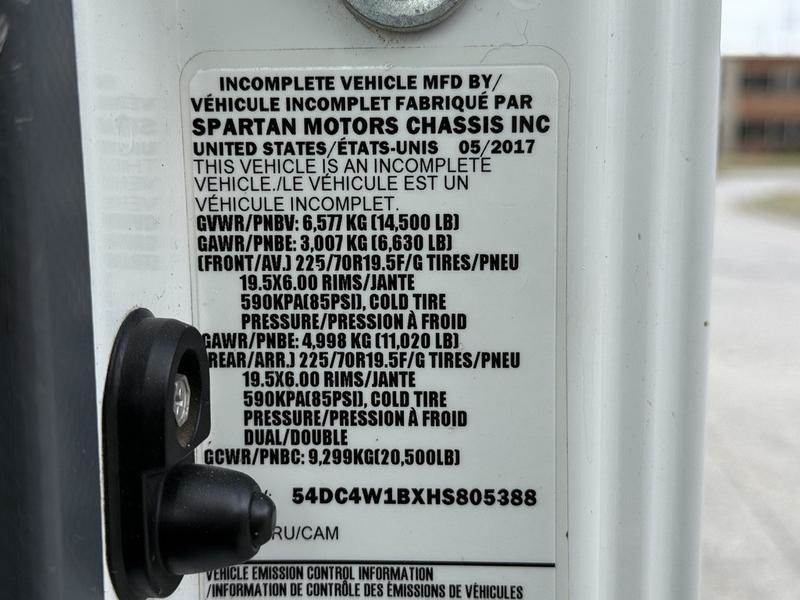 INCOMPLETE VEHICLE MFD BY/
VÉHICULE INCOMPLET FABRIQUÉ PAR
SPARTAN MOTORS CHASSIS INC
UNITED STATES/ÉTATS-UNIS 05/2017
THIS VEHICLE IS AN INCOMPLETE
VEHICLE./LE VÉHICULE EST UN
VÉHICULE INCOMPLET.
GVWR/PNBV: 6,577 KG (14,500 LB)
GAWR/PNBE: 3,007 KG (6,630 LB)
(FRONT/AV.) 225/70R19.5F/G TIRES/PNEU
19.5X6.00 RIMS/JANTE
590KPA(85PSI), COLD TIRE
PRESSURE/PRESSION À FROID
GAWR/PNBE: 4,998 KG (11,020 LB)
REAR/ARR.) 225/70R19.5F/G TIRES/PNEU
19.5X6.00 RIMS/JANTE
590KPA(85PSI), COLD TIRE
PRESSURE/PRESSION À FROID
DUAL/DOUBLE
GCWR/PNBC: 9,299KG(20,500LB)
54DC4W1BXHS805388
RU/CAM
VEHICLE EMISSION CONTROL INFORMATION
/INFORMATION DE CONTRÔLE DES ÉMISSIONS DE VÉHICULES